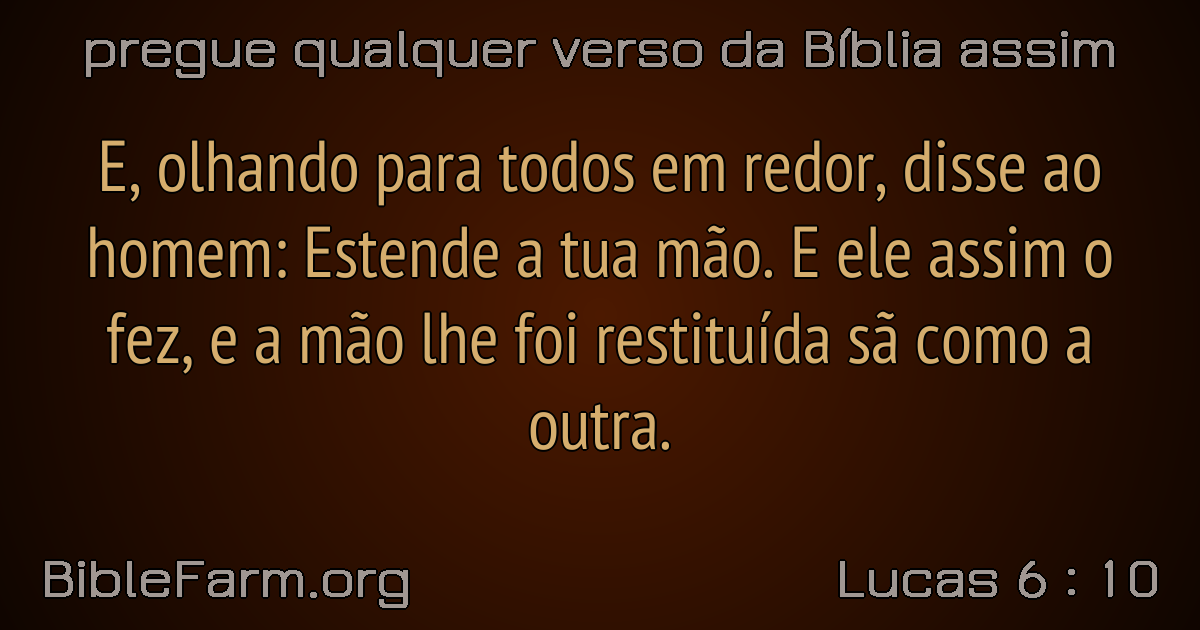 pregue qualquer verso da Bíblia assim
E, olhando para todos em redor, disse ao
homem: Estende a tua mão. E ele assim o
fez, e a mão lhe foi restituída sã como a
outra.
BibleFarm.org
Lucas 6 : 10